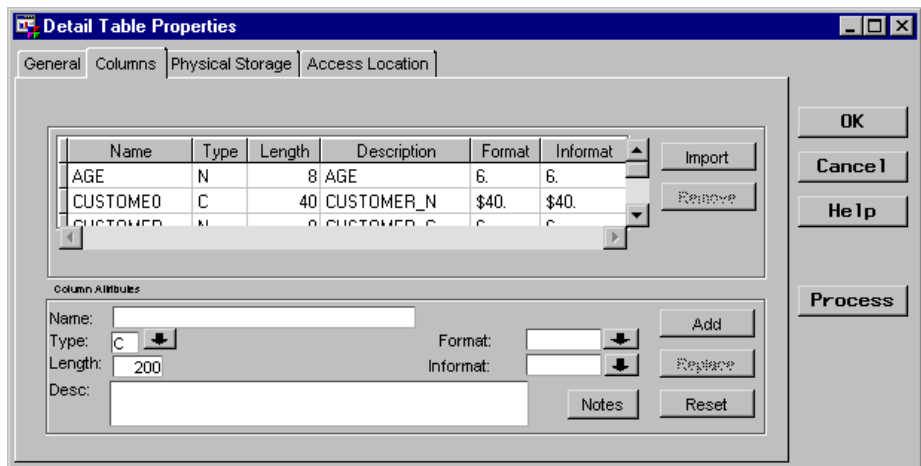 Detail Table Properties
General Columns Physical Storage Access Location
Name Type Length Description Format Informat
AGE N 8 AGE 6. 6.
CUSTOME0 C 40 CUSTOMER_N $40. $40.
Import
Remove
OK
Cancel
Help
Process
Column Attributes
Name:
Type: C
Length: 200
Desc:
Format:
Informat:
Add
Replace
Notes Reset